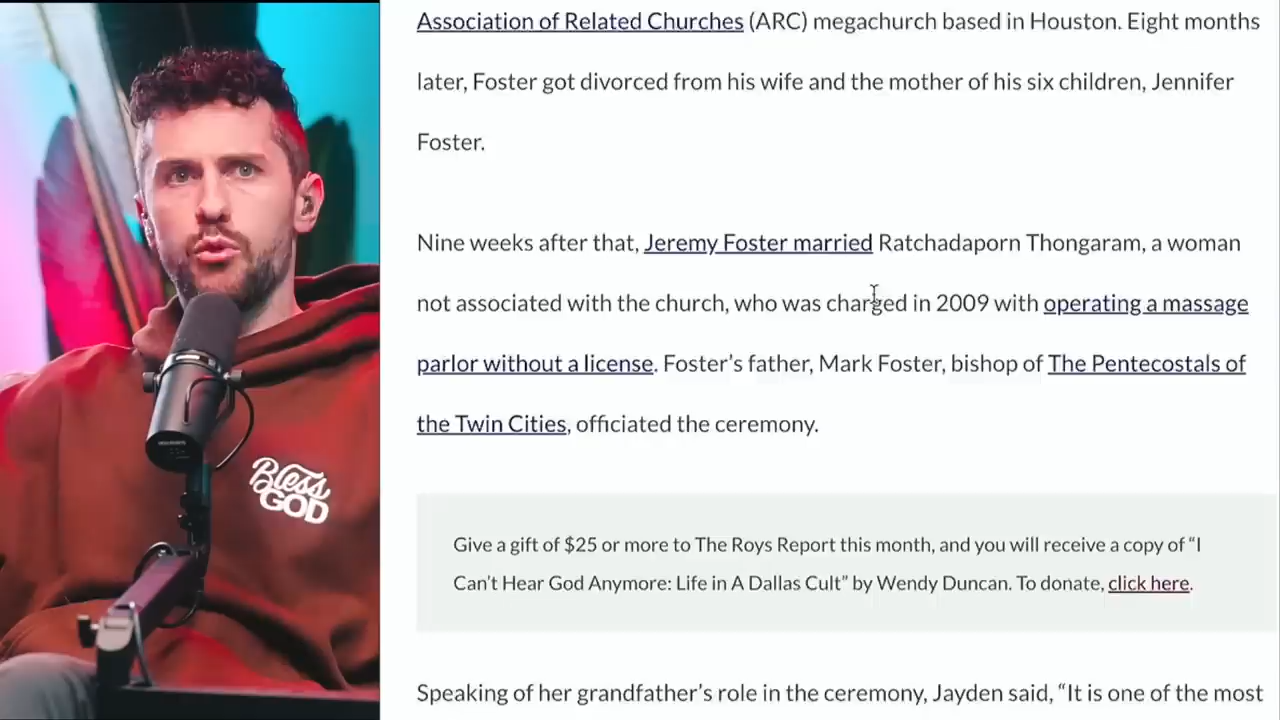 Association of Related Churches (ARC) megachurch based in Houston. Eight months
later, Foster got divorced from his wife and the mother of his six children, Jennifer
Foster.
Nine weeks after that, Jeremy Foster married Ratchadaporn Thongaram, a woman
not associated with the church, who was charged in 2009 with operating a massage
parlor without a license. Foster’s father, Mark Foster, bishop of The Pentecostals of
the Twin Cities, officiated the ceremony.
Give a gift of $25 or more to The Roys Report this month, and you will receive a copy of “I
Can’t Hear God Anymore: Life in A Dallas Cult” by Wendy Duncan. To donate, click here.
Speaking of her grandfather’s role in the ceremony, Jayden said, “It is one of the most
Bless
GOD